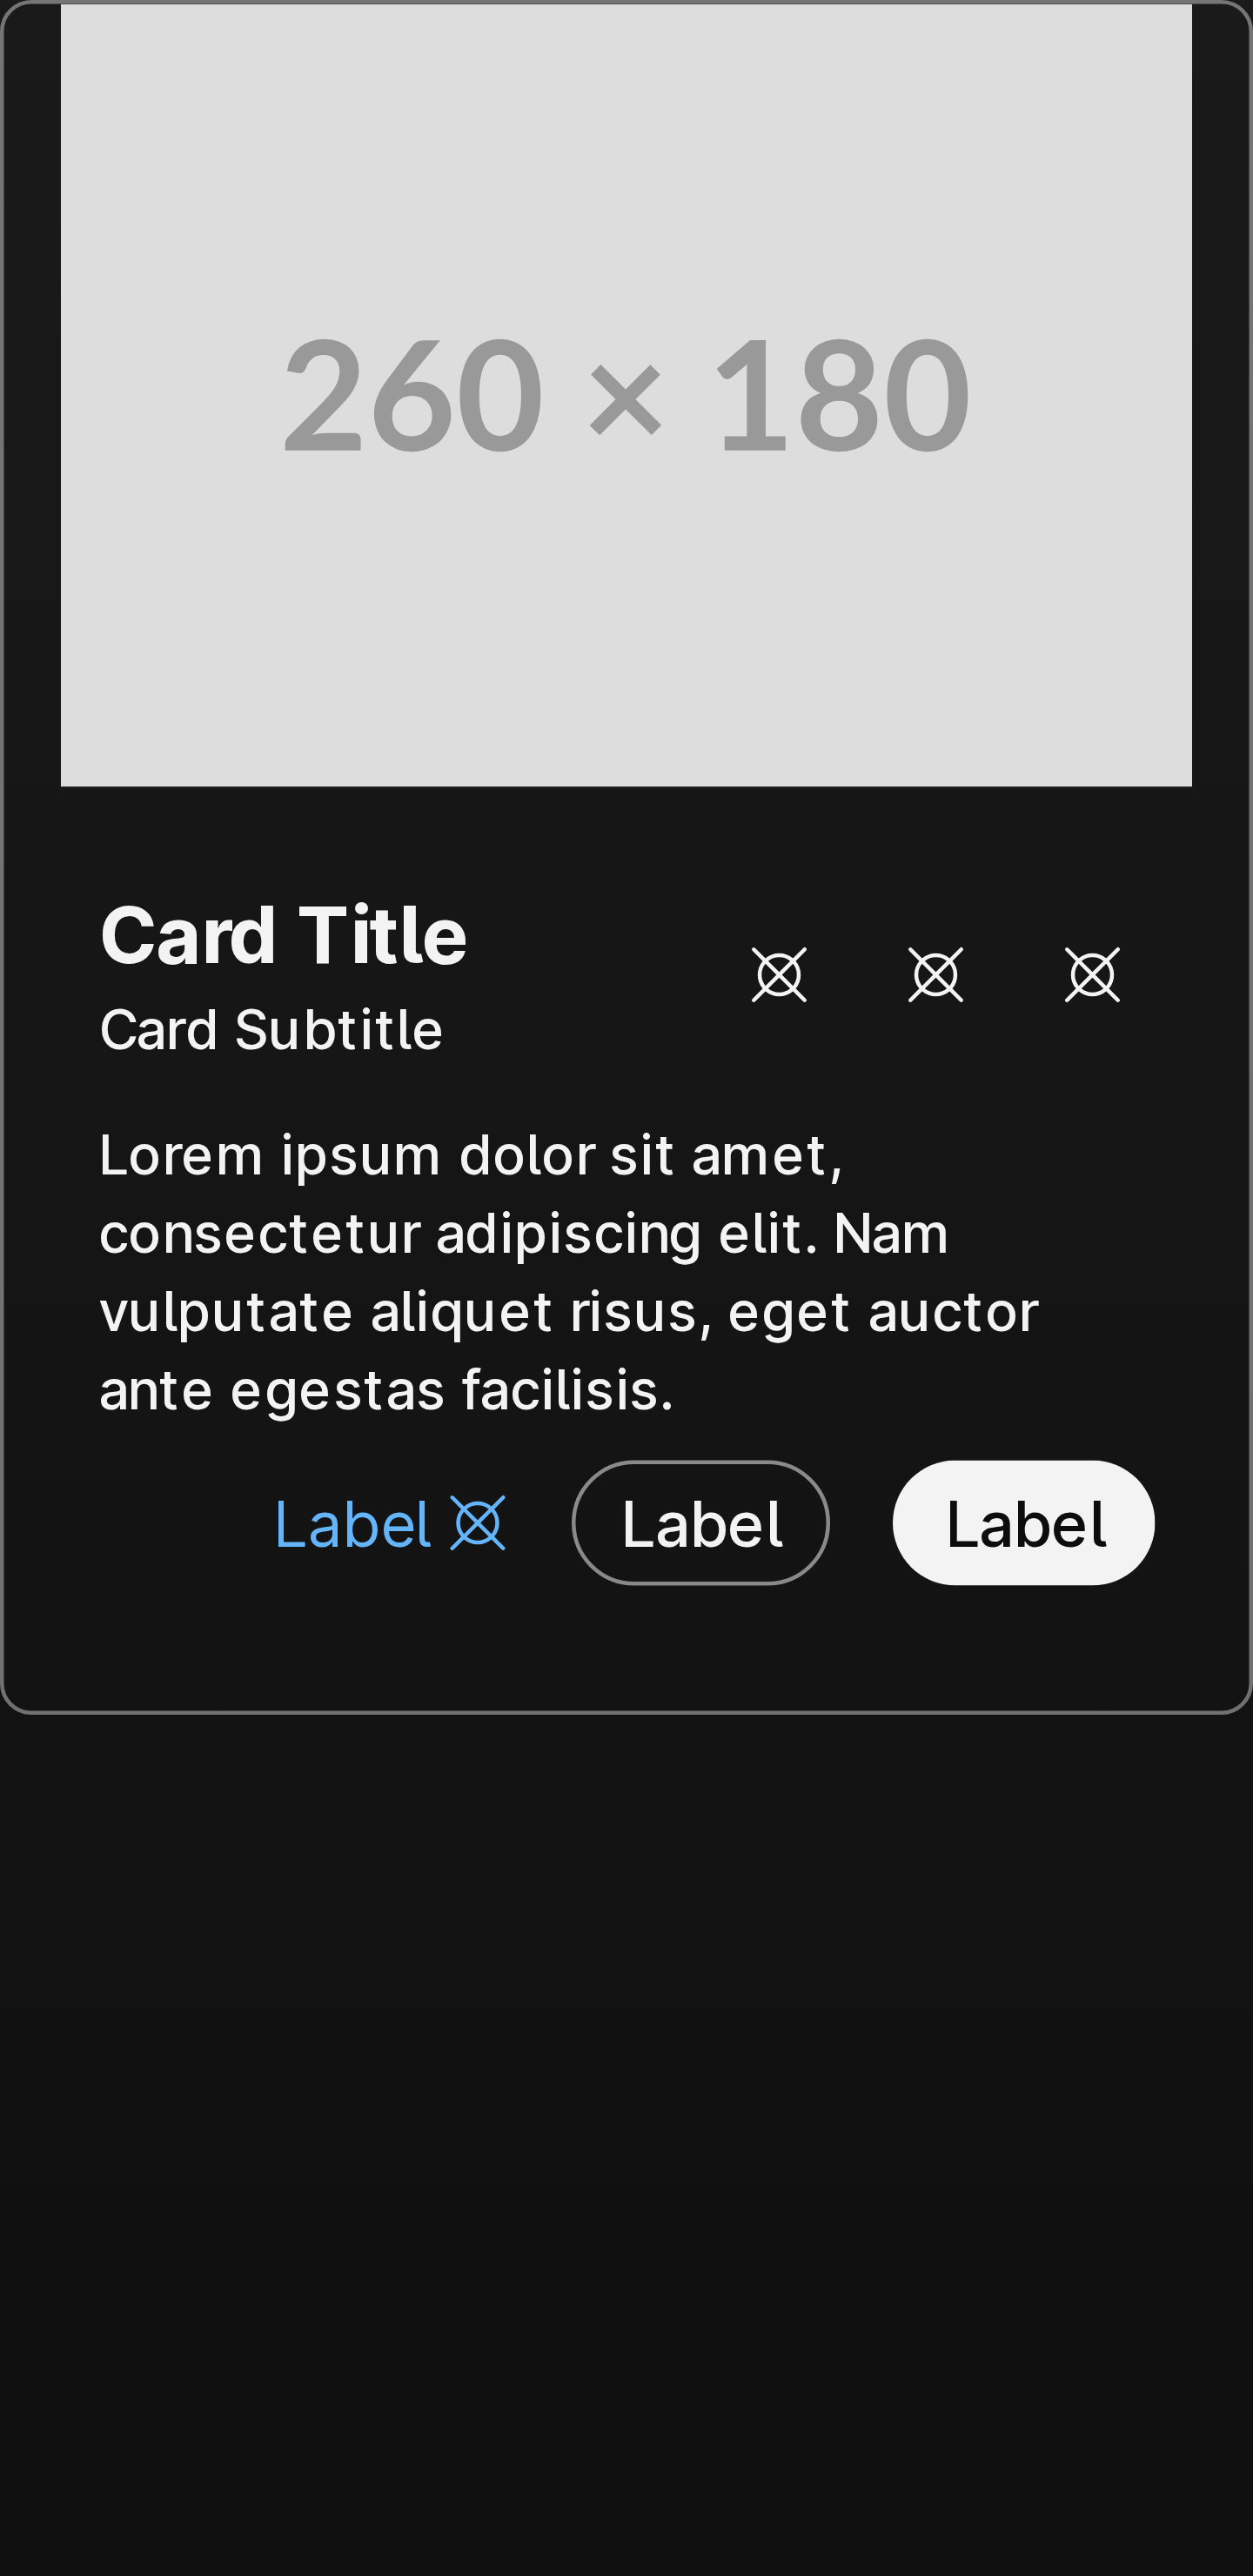 260 × 180
Card Title
Card Subtitle
Lorem ipsum dolor sit amet,
consectetur adipiscing elit. Nam
vulputate aliquet risus, eget auctor
ante egestas facilisis.
Label Label Label